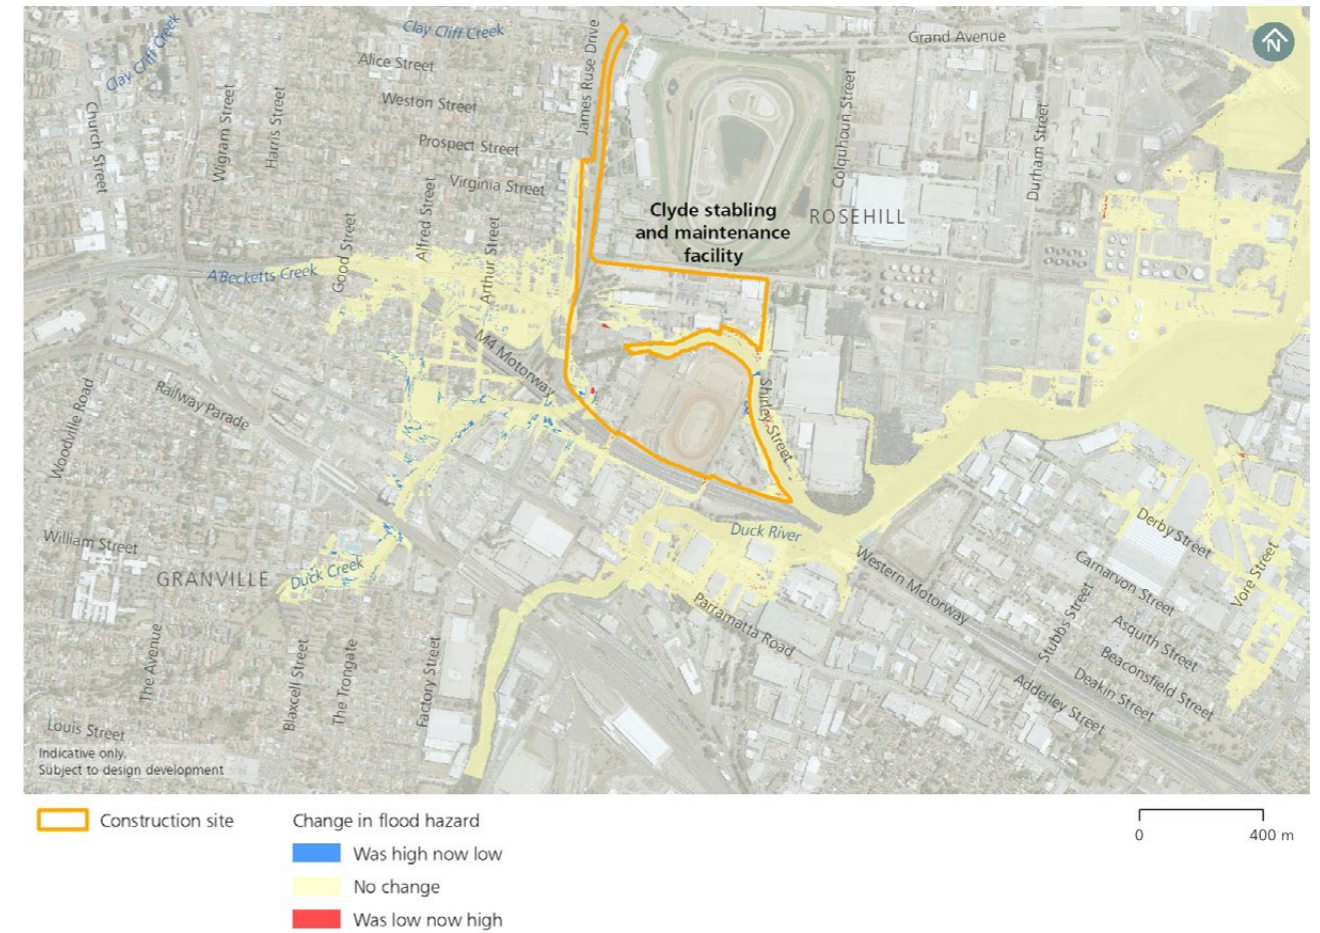 Clay Cliff Creek
Clay Cliff Creek
James Ruse Drive
Grand Avenue
N
Alice Street
Weston Street
Church Street
Wigram Street
Harris Street
Prospect Street
Colquhoun Street
Durham Street
Virginia Street
Alfred Street
Good Street
Arthur Street
Clyde stabling
and maintenance
facility
ROSEHILL
A'Becketts Creek
M4 Motorway
Railway Parade
Woodville Road
Shirley Street
Duck River
William Street
GRANVILLE
Duck Creek
Derby Street
Western Motorway
Carnarvon Street
Vore Street
Parramatta Road
Stubbs Street
Asquith Street
Beaconsfield Street
Deakin Street
Adderley Street
The Avenue
Blaxcell Street
The Trongate
Factory Street
Louis Street
Indicative only.
Subject to design development
Construction site
Change in flood hazard
Was high now low
No change
Was low now high
0 400 m